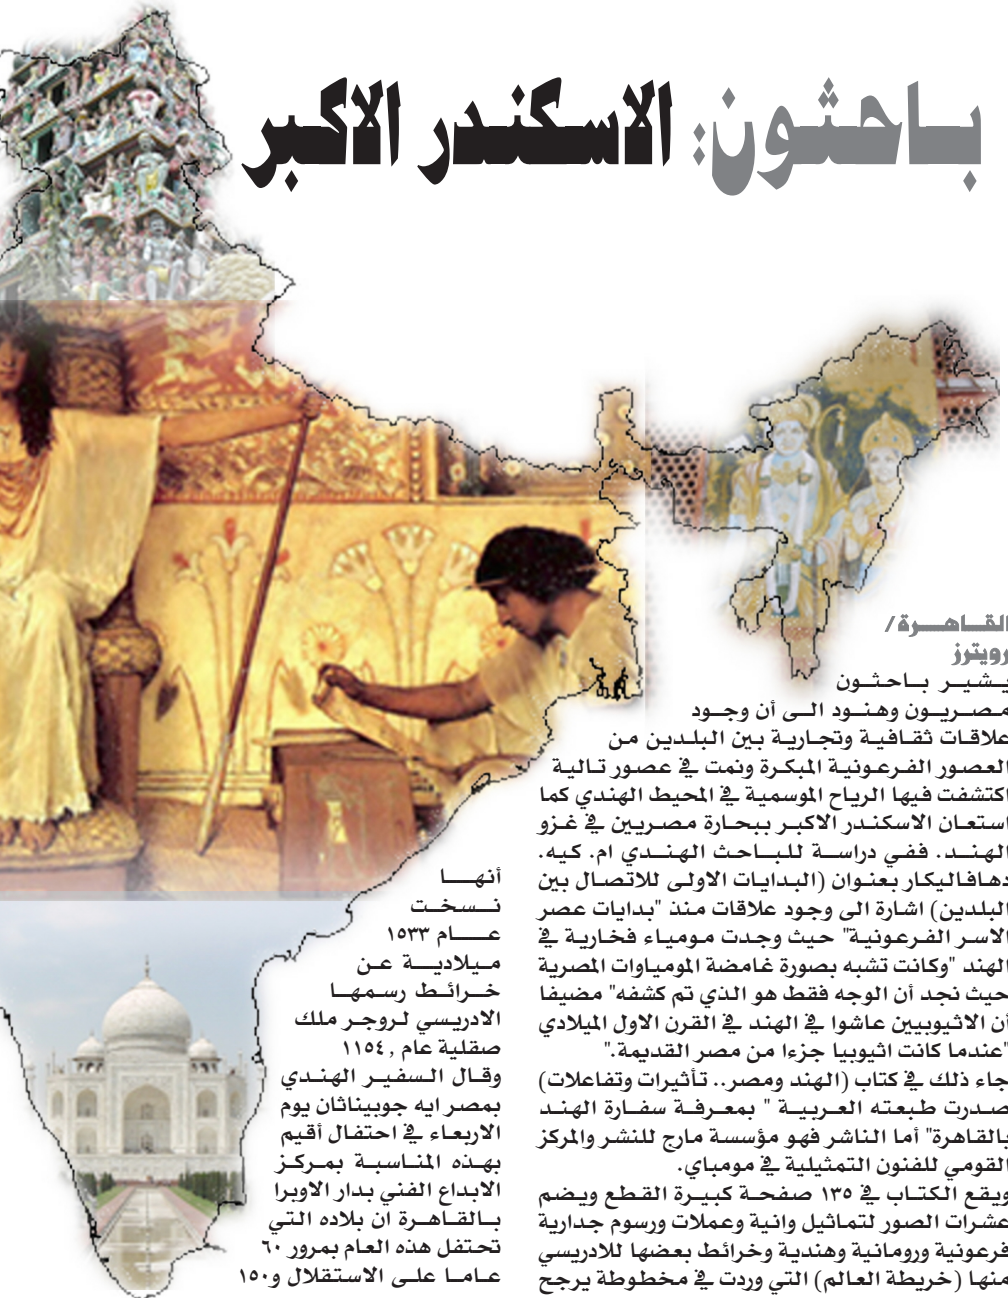 باحثون: الاسكندر الاكبر
القاهرة/
رويترز
يشير باحثون
مصريون وهنود الى أن وجود
علاقات ثقافية وتجارية بين البلدين من
العصور الفرعونية المبكرة ونمت في عصور تالية
اكتشفت فيها الرياح الموسمية في المحيط الهندي كما
استعان الاسكندر الاكبر ببحارة مصريين في غزو
الهند. ففي دراسة للباحث الهندي ام. كيه.
دهافاليكار بعنوان (البدايات الاولى للاتصال بين
البلدين) اشارة الى وجود علاقات منذ "بدايات عصر
الاسر الفرعونية" حيث وجدت مومياء فخارية في
الهند "وكانت تشبه بصورة غامضة المومياوات المصرية
حيث نجد أن الوجه فقط هو الذي تم كشفه" مضيفا
أن الاثيوبيين عاشوا في الهند في القرن الاول الميلادي
"عندما كانت اثيوبيا جزءا من مصر القديمة."
جاء ذلك في كتاب (الهند ومصر.. تأثيرات وتفاعلات)
صدرت طبعته العربية " بمعرفة سفارة الهند
بالقاهرة" أما الناشر فهو مؤسسة مارج للنشر والمركز
القومي للفنون التمثيلية في مومباي.
ويقع الكتاب في ١٣٥ صفحة كبيرة القطع ويضم
عشرات الصور لتماثيل وانية وعملات ورسوم جدارية
فرعونية ورومانية وهندية وخرائط بعضها للادريسي
منها (خريطة العالم) التي وردت في مخطوطة يرجح
أنها
نسخت
عام ١٥٣٣
ميلادية عن
خرائط رسمها
الادريسي لروجر ملك
صقلية عام ١١٥٤,
وقال السفير الهندي
بمصر ايه جوبيناثان يوم
الاربعاء في احتفال أقيم
بهذه المناسبة بمركز
الابداع الفني بدار الاوبرا
بالقاهرة ان بلاده التي
تحتفل هذه العام بمرور ٦٠
عاما على الاستقلال و١٥٠